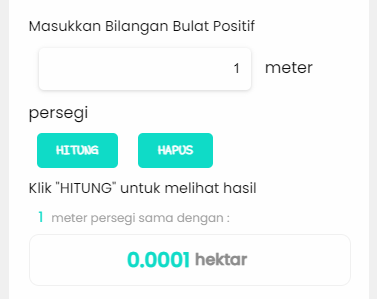 Masukkan Bilangan Bulat Positif
1 meter
persegi
HITUNG HAPUS
Klik "HITUNG" untuk melihat hasil
1 meter persegi sama dengan :
0.0001 hektar